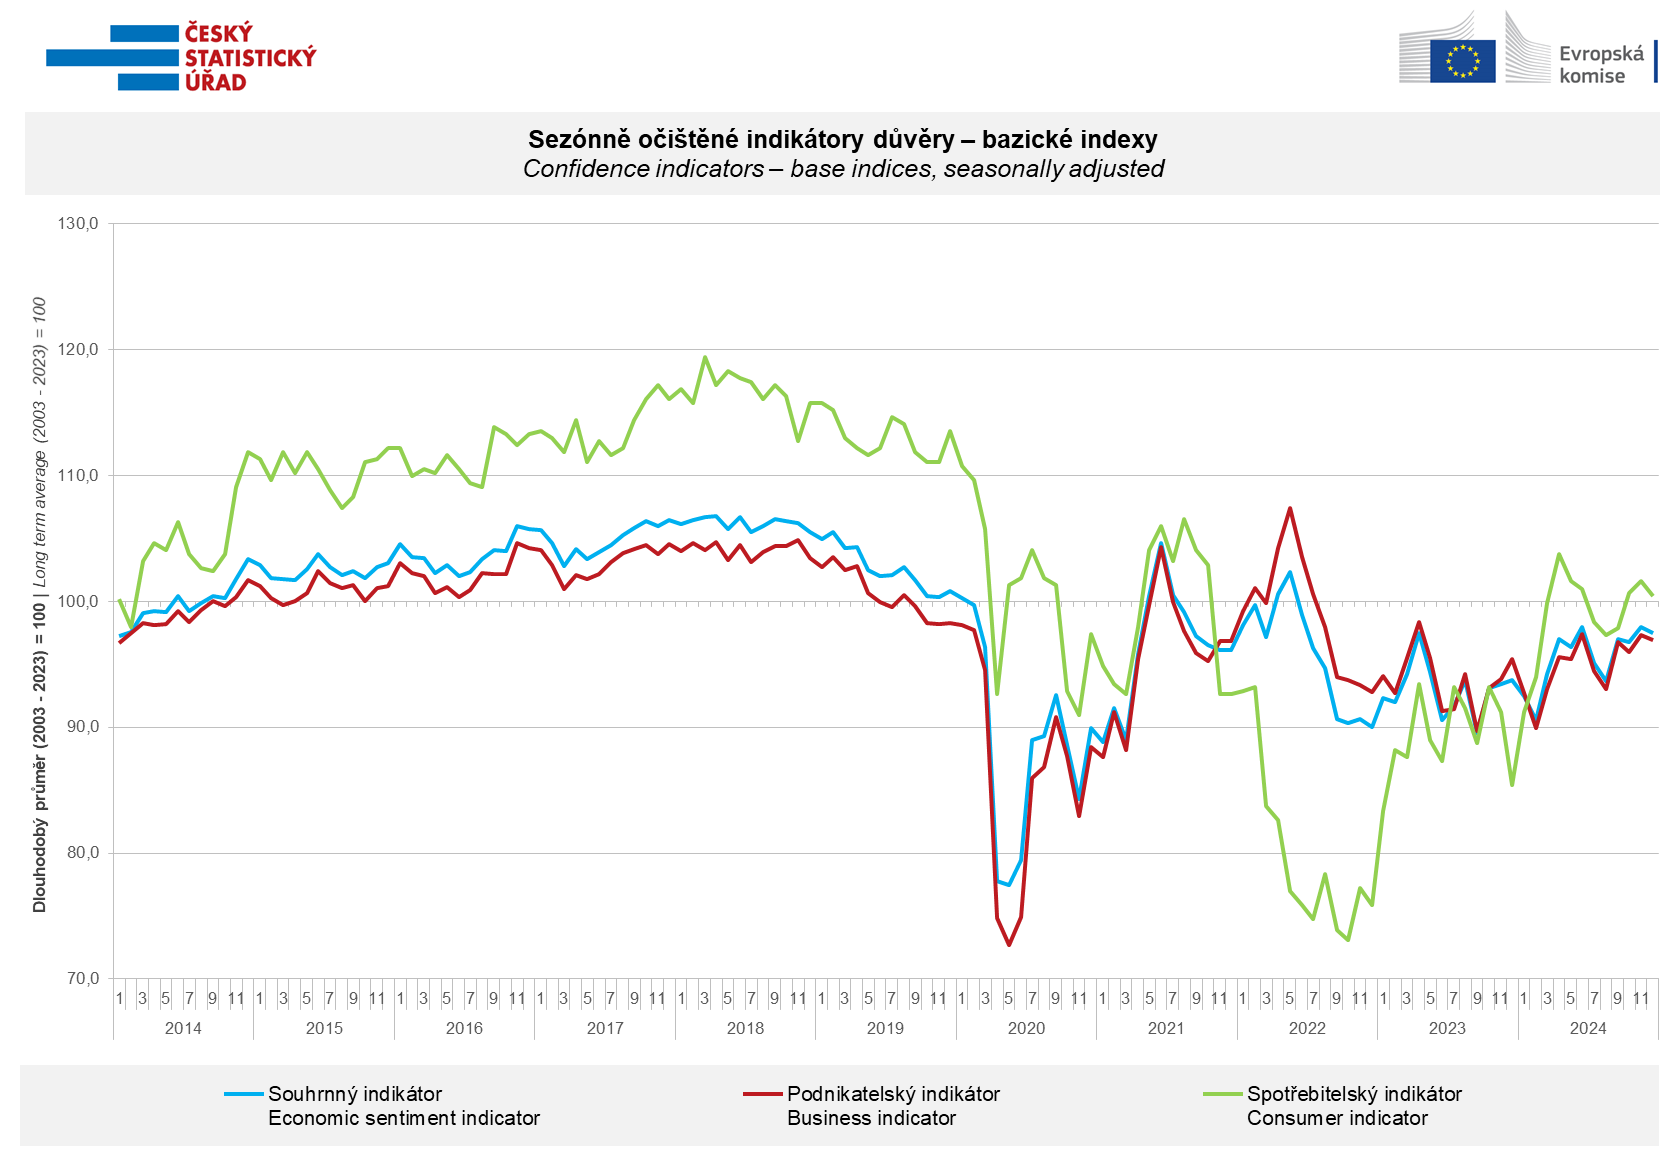 ČESKÝ
STATISTICKÝ
ÚŘAD
Evropská
komise
Sezónně očištěné indikátory důvěry – bazické indexy
Confidence indicators – base indices, seasonally adjusted
Dlouhodobý průměr (2003 - 2023) = 100 | Long term average (2003 - 2023) = 100
130,0
120,0
110,0
100,0
90,0
80,0
70,0
1 3 5 7 9 11 1 3 5 7 9 11 1 3 5 7 9 11 1 3 5 7 9 11 1 3 5 7 9 11 1 3 5 7 9 11 1 3 5 7 9 11 1 3 5 7 9 11 1 3 5 7 9 11 1 3 5 7 9 11 1 3 5 7 9 11
2014 2015 2016 2017 2018 2019 2020 2021 2022 2023 2024
Souhrnný indikátor
Economic sentiment indicator
Podnikatelský indikátor
Business indicator
Spotřebitelský indikátor
Consumer indicator